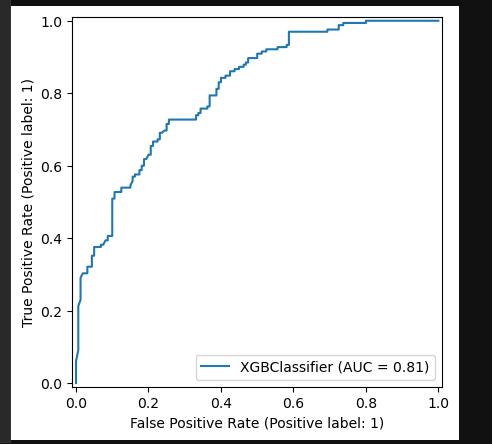 1.0
0.8
0.6
0.4
0.2
0.0
True Positive Rate (Positive label: 1)
XGBClassifier (AUC = 0.81)
0.0 0.2 0.4 0.6 0.8 1.0
False Positive Rate (Positive label: 1)